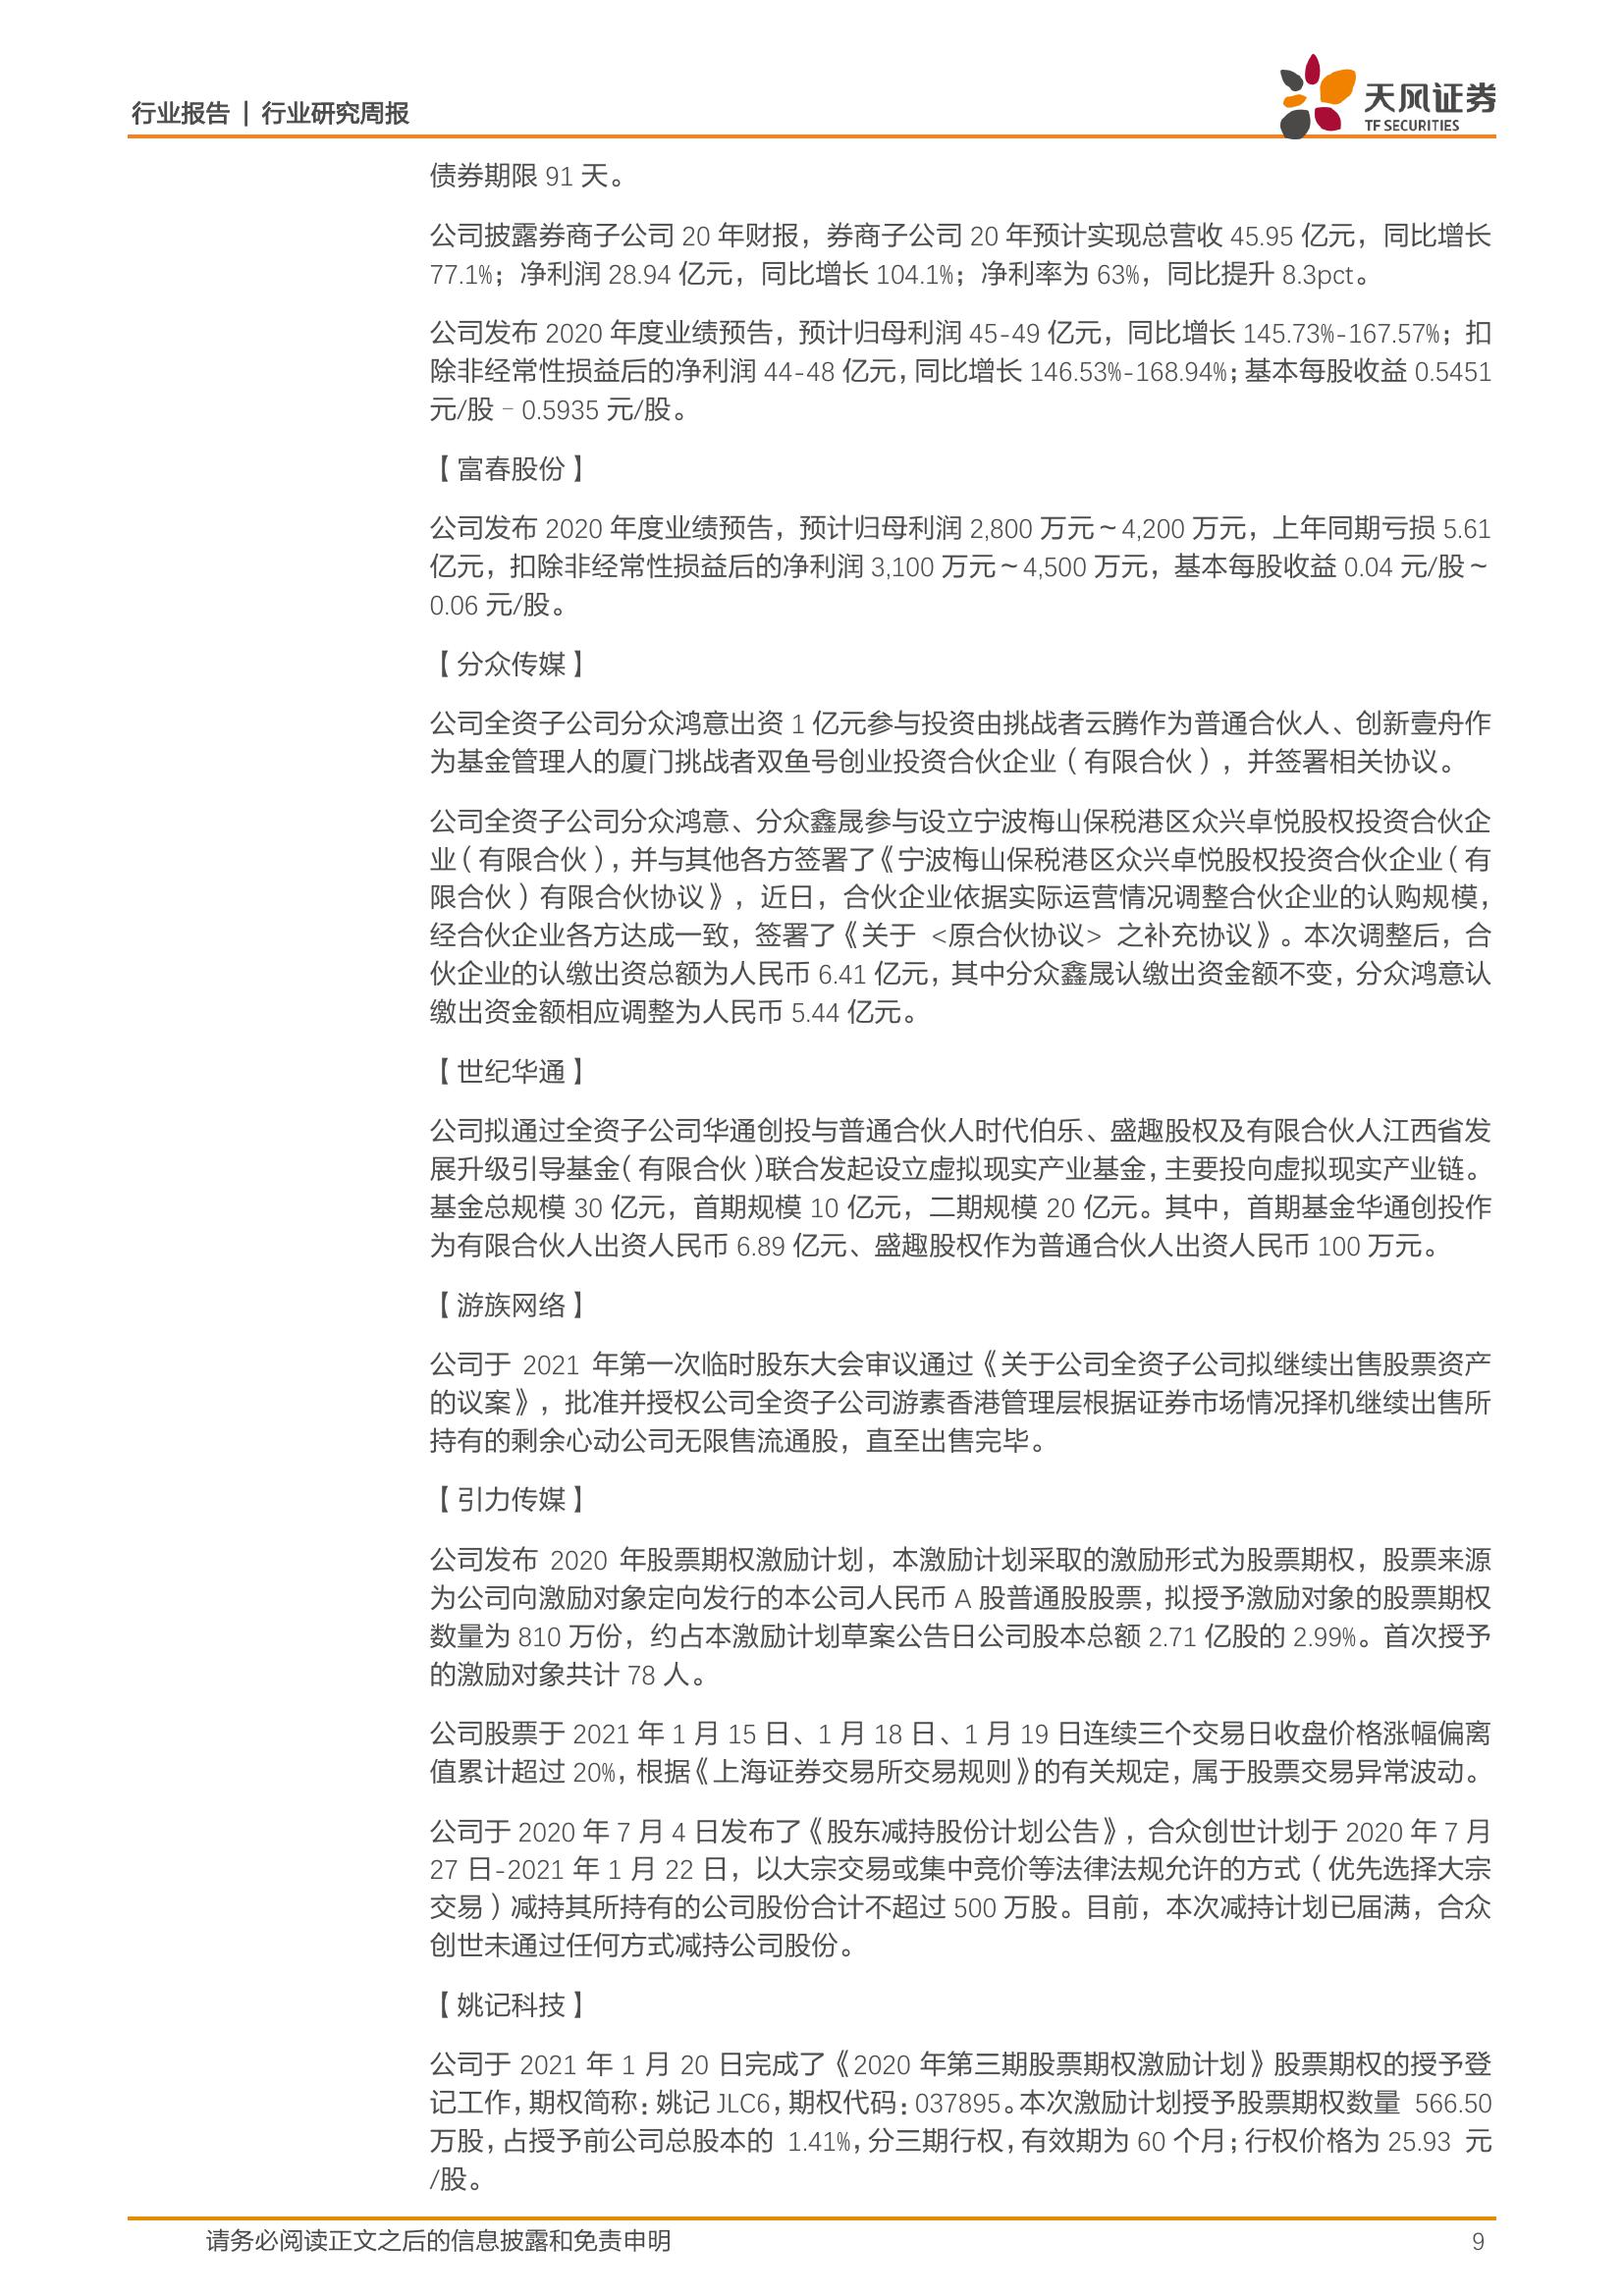 行业报告 | 行业研究周报
天风证券
TF SECURITIES
债券期限 91 天。
公司披露券商子公司 20 年财报，券商子公司 20 年预计实现总营收 45.95 亿元，同比增长
77.1%；净利润 28.94 亿元，同比增长 104.1%；净利率为 63%，同比提升 8.3pct。
公司发布 2020 年度业绩预告，预计归母利润 45-49 亿元，同比增长 145.73%-167.57%；扣
除非经常性损益后的净利润 44-48 亿元，同比增长 146.53%-168.94%；基本每股收益 0.5451
元/股–0.5935 元/股。
【富春股份】
公司发布 2020 年度业绩预告，预计归母利润 2,800 万元～4,200 万元，上年同期亏损 5.61
亿元，扣除非经常性损益后的净利润 3,100 万元～4,500 万元，基本每股收益 0.04 元/股～
0.06 元/股。
【分众传媒】
公司全资子公司分众鸿意出资 1 亿元参与投资由挑战者云腾作为普通合伙人、创新壹舟作
为基金管理人的厦门挑战者双鱼号创业投资合伙企业（有限合伙），并签署相关协议。
公司全资子公司分众鸿意、分众鑫晟参与设立宁波梅山保税港区众兴卓悦股权投资合伙企
业（有限合伙），并与其他各方签署了《宁波梅山保税港区众兴卓悦股权投资合伙企业（有
限合伙）有限合伙协议》，近日，合伙企业依据实际运营情况调整合伙企业的认购规模，
经合伙企业各方达成一致，签署了《关于 <原合伙协议> 之补充协议》。本次调整后，合
伙企业的认缴出资总额为人民币 6.41 亿元，其中分众鑫晟认缴出资金额不变，分众鸿意认
缴出资金额相应调整为人民币 5.44 亿元。
【世纪华通】
公司拟通过全资子公司华通创投与普通合伙人时代伯乐、盛趣股权及有限合伙人江西省发
展升级引导基金（有限合伙）联合发起设立虚拟现实产业基金，主要投向虚拟现实产业链。
基金总规模 30 亿元，首期规模 10 亿元，二期规模 20 亿元。其中，首期基金华通创投作
为有限合伙人出资人民币 6.89 亿元、盛趣股权作为普通合伙人出资人民币 100 万元。
【游族网络】
公司于 2021 年第一次临时股东大会审议通过《关于公司全资子公司拟继续出售股票资产
的议案》，批准并授权公司全资子公司游素香港管理层根据证券市场情况择机继续出售所
持有的剩余心动公司无限售流通股，直至出售完毕。
【引力传媒】
公司发布 2020 年股票期权激励计划，本激励计划采取的激励形式为股票期权，股票来源
为公司向激励对象定向发行的本公司人民币 A 股普通股股票，拟授予激励对象的股票期权
数量为 810 万份，约占本激励计划草案公告日公司股本总额 2.71 亿股的 2.99%。首次授予
的激励对象共计 78 人。
公司股票于 2021 年 1 月 15 日、1 月 18 日、1 月 19 日连续三个交易日收盘价格涨幅偏离
值累计超过 20%，根据《上海证券交易所交易规则》的有关规定，属于股票交易异常波动。
公司于 2020 年 7 月 4 日发布了《股东减持股份计划公告》，合众创世计划于 2020 年 7 月
27 日-2021 年 1 月 22 日，以大宗交易或集中竞价等法律法规允许的方式（优先选择大宗
交易）减持其所持有的公司股份合计不超过 500 万股。目前，本次减持计划已届满，合众
创世未通过任何方式减持公司股份。
【姚记科技】
公司于 2021 年 1 月 20 日完成了《2020 年第三期股票期权激励计划》股票期权的授予登
记工作，期权简称：姚记 JLC6，期权代码：037895。本次激励计划授予股票期权数量 566.50
万股，占授予前公司总股本的 1.41%，分三期行权，有效期为 60 个月；行权价格为 25.93 元
/股。
请务必阅读正文之后的信息披露和免责申明
9